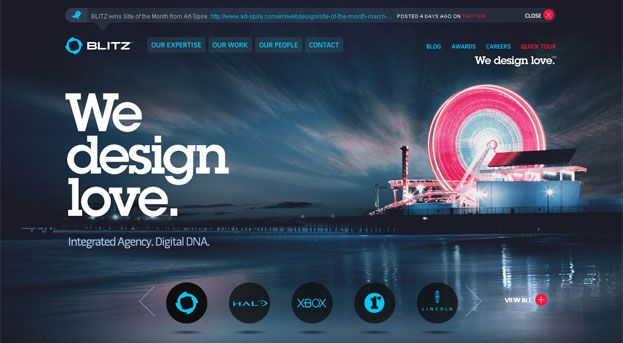 BLITZ wins Site of the Month from Art-Spire. http://www.art-spire.com/en/webdesign/site-of-the-month-march-... POSTED 4 DAYS AGO ON TWITTER CLOSE
BLITZ OUR EXPERTISE OUR WORK OUR PEOPLE CONTACT
BLOG AWARDS CAREERS QUICK TOUR
We design love.
We
design
love.
Integrated Agency. Digital DNA.
HALO XBOX r LINCOLN VIEW ALL